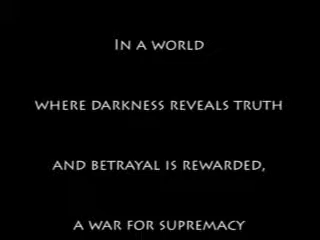 In a world
where darkness reveals truth
and betrayal is rewarded,
a war for supremacy